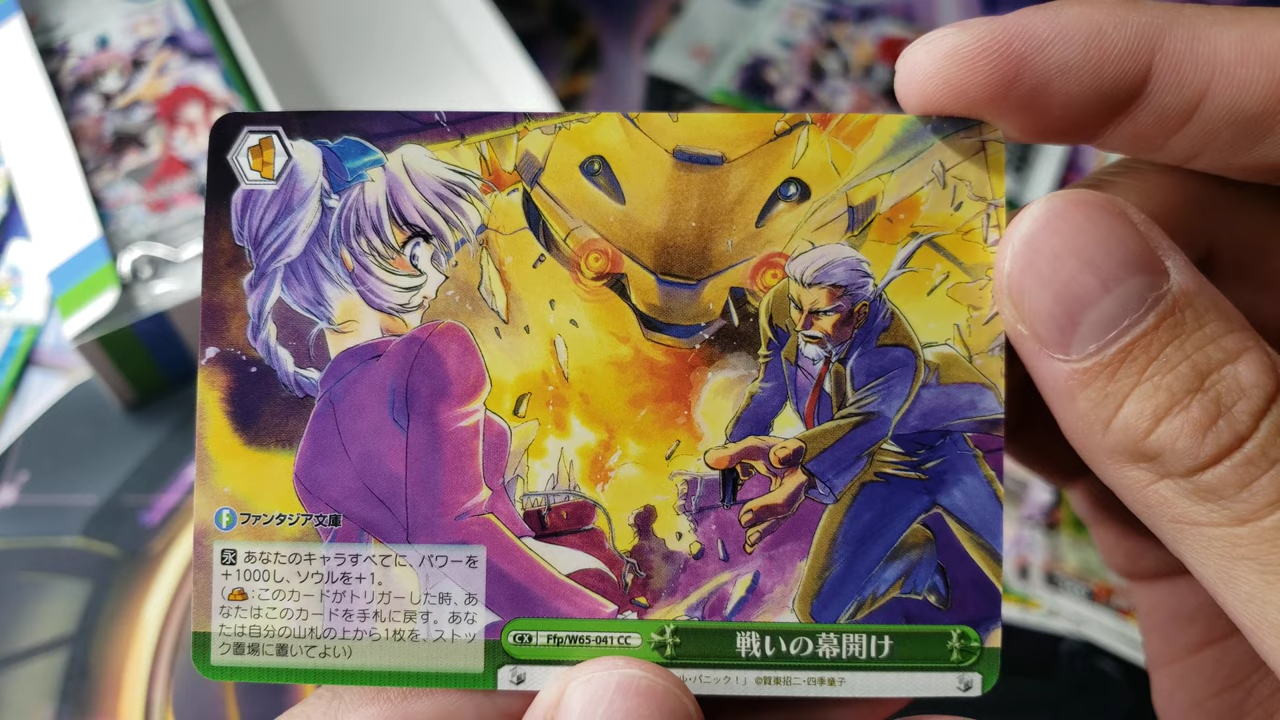 ファンタジア文庫
永 あなたのキャラすべてに、パワーを
+1000し、ソウルを+1。
(:このカードがトリガーした時、あ
なたはこのカードを手札に戻す。あな
たは自分の山札の上から1枚を、ストッ
ク置場に置いてよい)
CX Ffp/W65-041 CC
戦いの幕開け
ル・パニック!」 ©賀東招二・四季童子